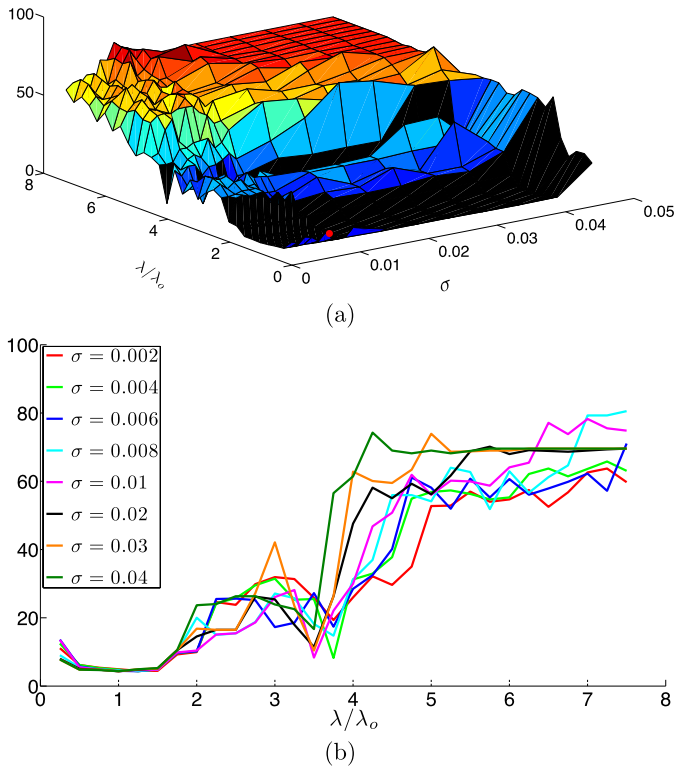 100
50
0
8
6
4
2
0
0
0.01
0.02
0.03
0.04
0.05
λ/λₒ
σ
(a)
100
80
60
40
20
0
σ = 0.002
σ = 0.004
σ = 0.006
σ = 0.008
σ = 0.01
σ = 0.02
σ = 0.03
σ = 0.04
0 1 2 3 4 5 6 7 8
λ/λₒ
(b)